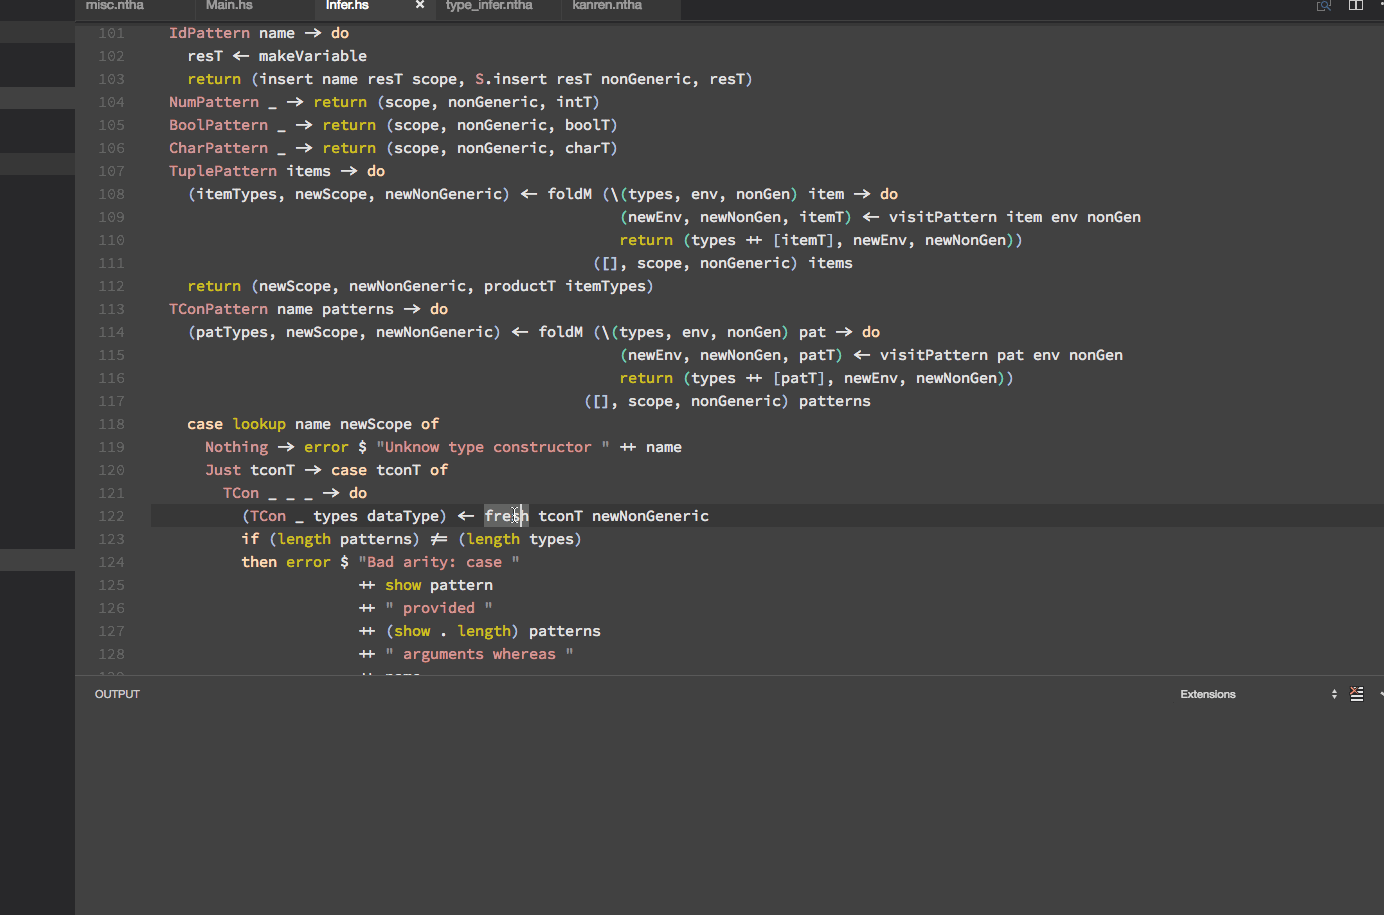 misc.ntha Main.hs Infer.hs × type_infer.ntha kanren.ntha
101 IdPattern name → do
102 resT ← makeVariable
103 return (insert name resT scope, S.insert resT nonGeneric, resT)
104 NumPattern _ → return (scope, nonGeneric, intT)
105 BoolPattern _ → return (scope, nonGeneric, boolT)
106 CharPattern _ → return (scope, nonGeneric, charT)
107 TuplePattern items → do
108 (itemTypes, newScope, newNonGeneric) ← foldM (\(types, env, nonGen) item → do
109 (newEnv, newNonGen, itemT) ← visitPattern item env nonGen
110 return (types ++ [itemT], newEnv, newNonGen))
111 ([], scope, nonGeneric) items
112 return (newScope, newNonGeneric, productT itemTypes)
113 TConPattern name patterns → do
114 (patTypes, newScope, newNonGeneric) ← foldM (\(types, env, nonGen) pat → do
115 (newEnv, newNonGen, patT) ← visitPattern pat env nonGen
116 return (types ++ [patT], newEnv, newNonGen))
117 ([], scope, nonGeneric) patterns
118 case lookup name newScope of
119 Nothing → error $ "Unknow type constructor " ++ name
120 Just tconT → case tconT of
121 TCon _ _ _ → do
122 (TCon _ types dataType) ← fresh tconT newNonGeneric
123 if (length patterns) ≠ (length types)
124 then error $ "Bad arity: case "
125 ++ show pattern
126 ++ " provided "
127 ++ (show . length) patterns
128 ++ " arguments whereas "
OUTPUT Extensions